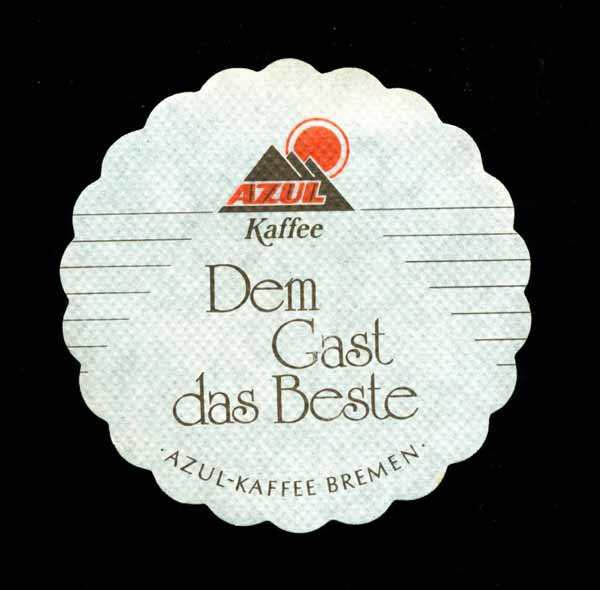 AZUL
Kaffee
Dem
Gast
das Beste
·AZUL-KAFFEE BREMEN·